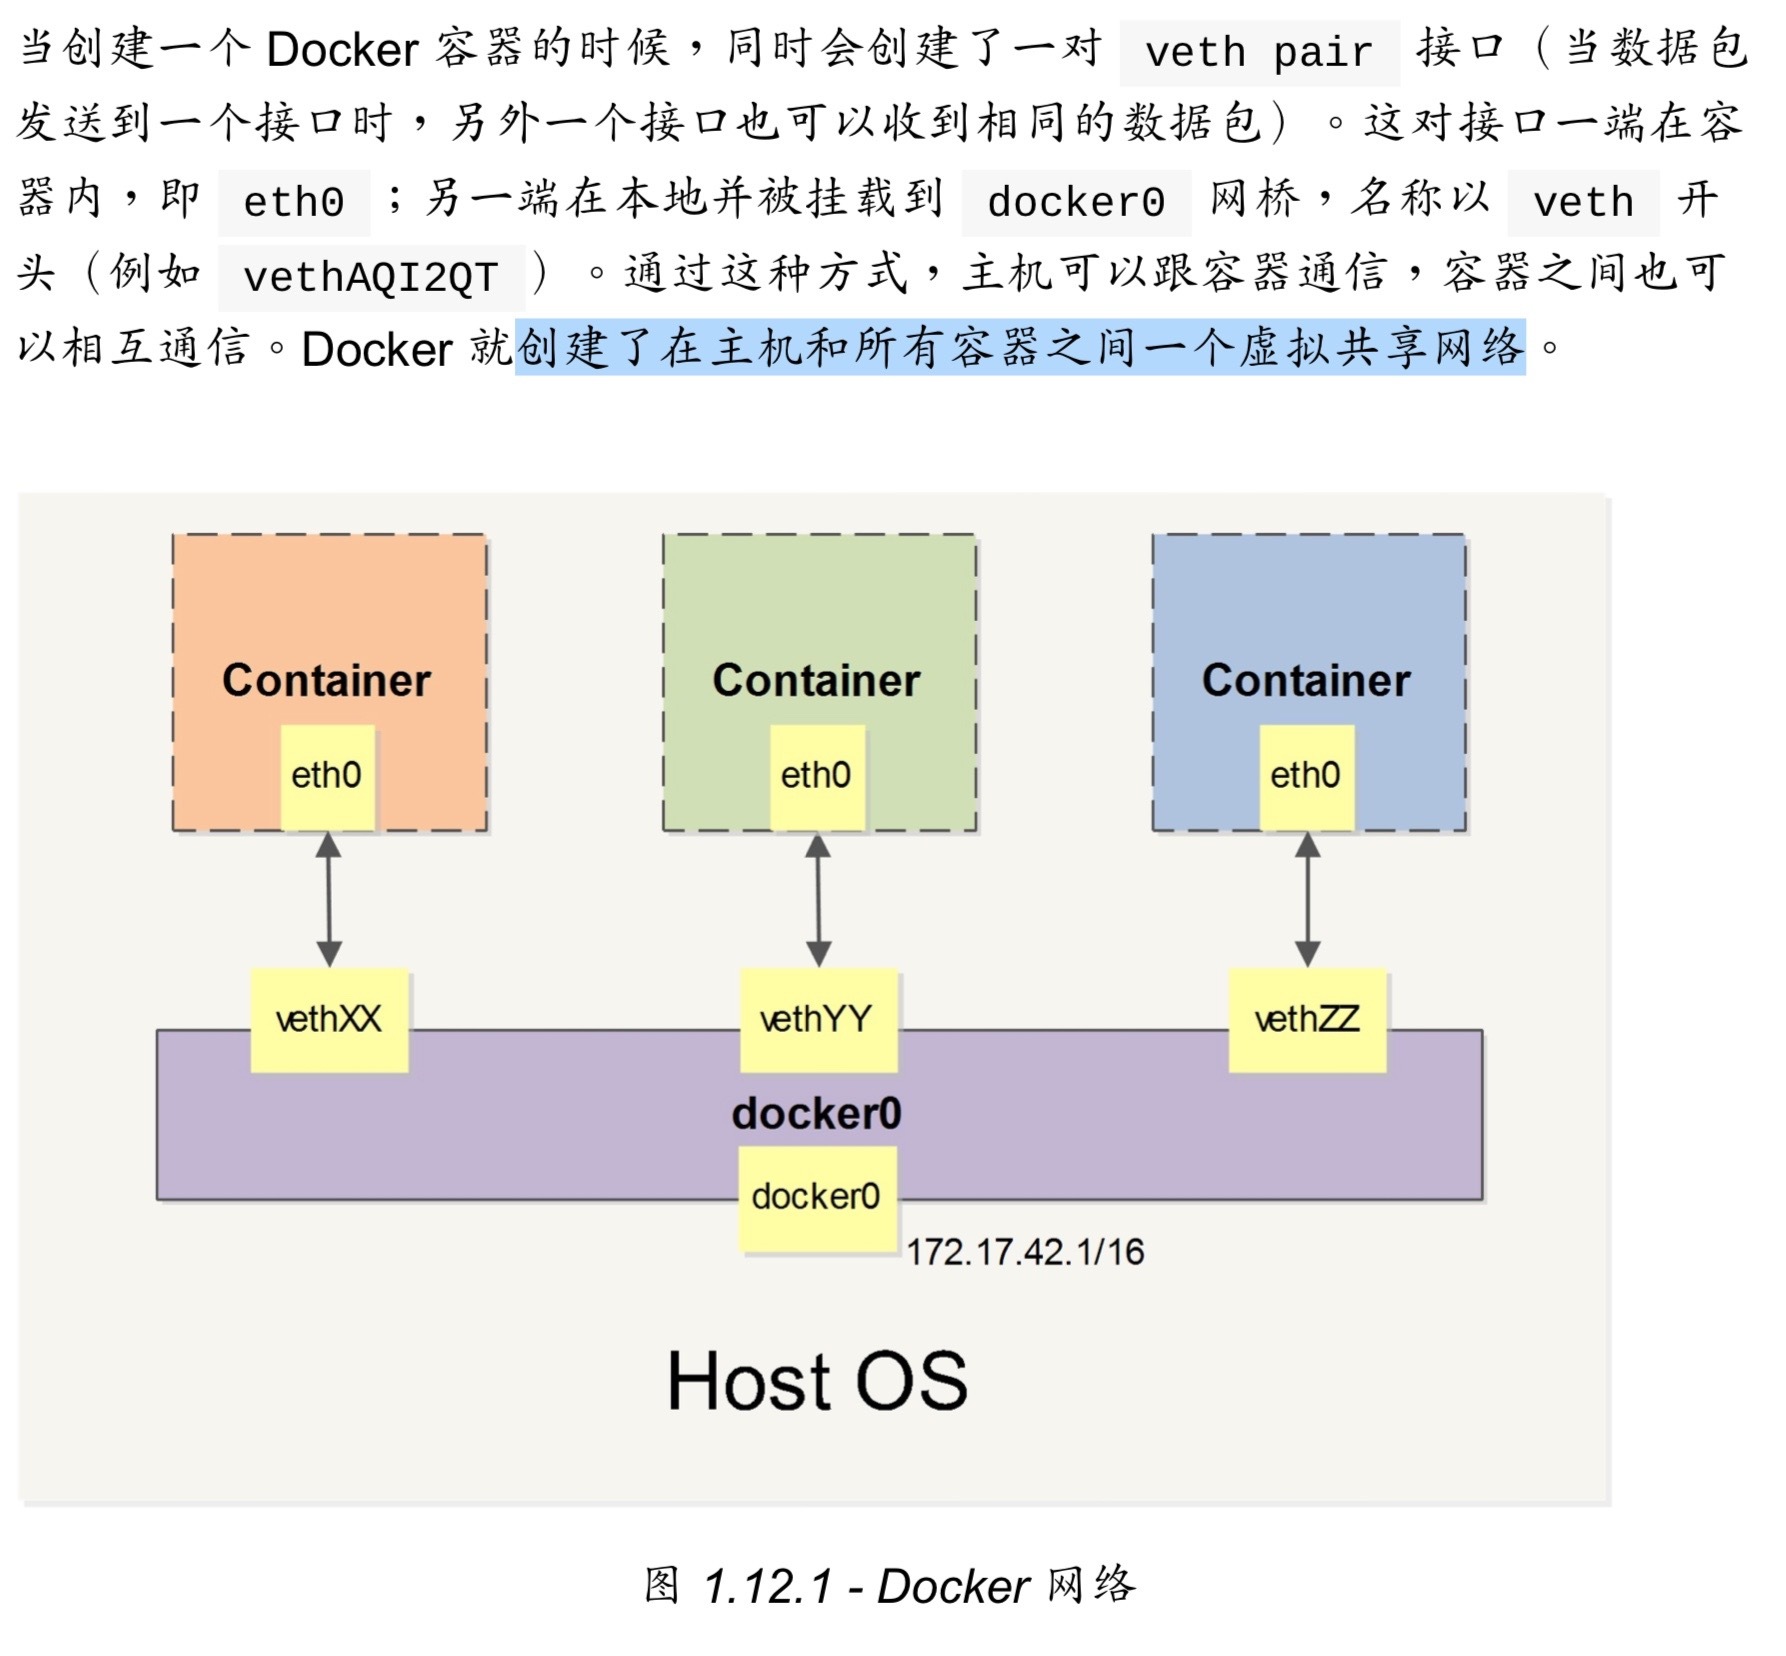 当创建一个 Docker 容器的时候，同时会创建了一对 veth pair 接口（当数据包
发送到一个接口时，另外一个接口也可以收到相同的数据包）。这对接口一端在容
器内，即 eth0 ；另一端在本地并被挂载到 docker0 网桥，名称以 veth 开
头（例如 vethAQI2QT ）。通过这种方式，主机可以跟容器通信，容器之间也可
以相互通信。Docker 就创建了在主机和所有容器之间一个虚拟共享网络。
Container
Container
Container
eth0
eth0
eth0
vethXX
vethYY
vethZZ
docker0
docker0
172.17.42.1/16
Host OS
图 1.12.1 - Docker 网络